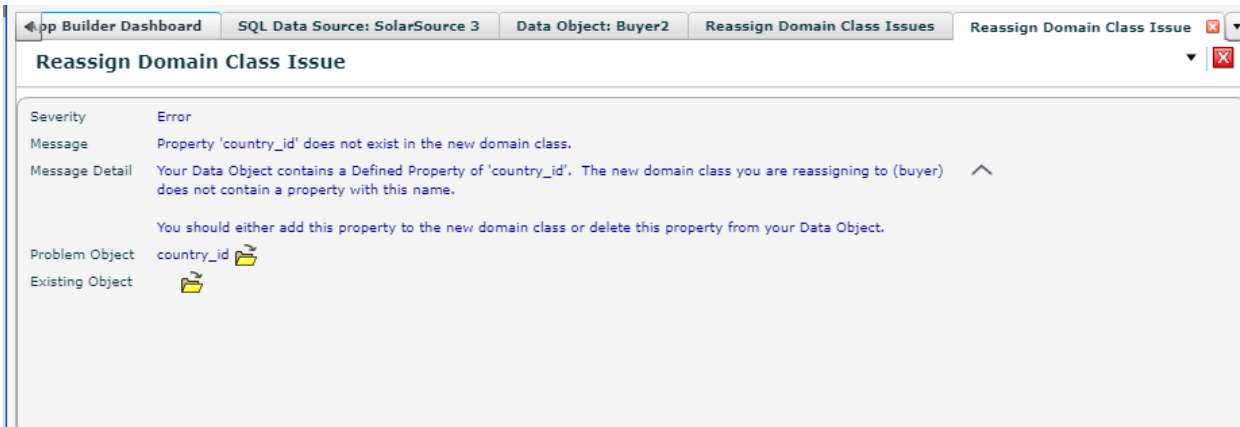 App Builder Dashboard SQL Data Source: SolarSource 3 Data Object: Buyer2 Reassign Domain Class Issues Reassign Domain Class Issue
Reassign Domain Class Issue
Severity Error
Message Property 'country_id' does not exist in the new domain class.
Message Detail Your Data Object contains a Defined Property of 'country_id'. The new domain class you are reassigning to (buyer)
does not contain a property with this name.
You should either add this property to the new domain class or delete this property from your Data Object.
Problem Object country_id
Existing Object